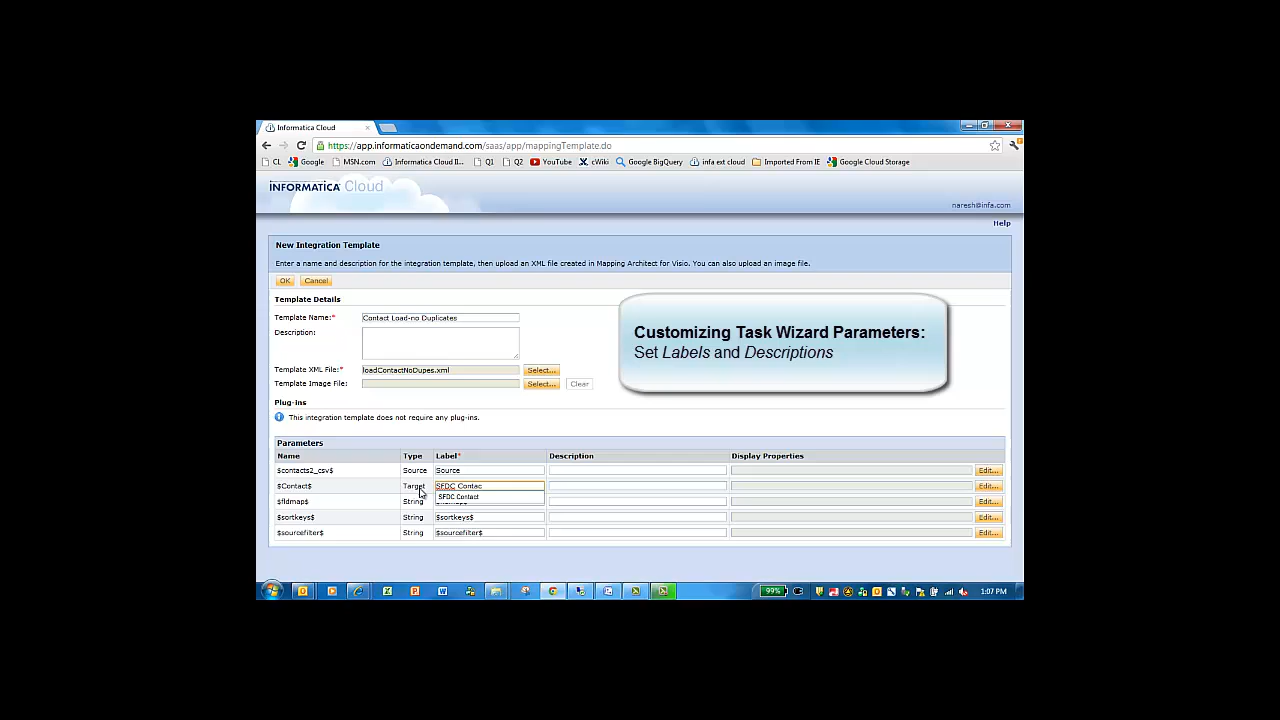 Informatica Cloud
https://app.informaticaondemand.com/saas/app/mappingTemplate.do
CL Google MSN.com Informatica Cloud II... Q1 Q2 YouTube cWiki Google BigQuery infa ext cloud Imported From IE Google Cloud Storage
INFORMATICA Cloud
naresh@infa.com
Help
New Integration Template
Enter a name and description for the integration template, then upload an XML file created in Mapping Architect for Visio. You can also upload an image file.
OK Cancel
Template Details
Template Name:* Contact Load-no Duplicates
Description:
Template XML File:* loadContactNoDupes.xml Select...
Template Image File: Select... Clear
Customizing Task Wizard Parameters:
Set Labels and Descriptions
Plug-ins
This integration template does not require any plug-ins.
Parameters
Name Type Label* Description Display Properties
$contacts2_csv$ Source Source Edit...
$Contact$ Target SFDC Contac Edit...
SFDC Contact
$fldmap$ String Edit...
$sortkeys$ String $sortkeys$ Edit...
$sourcefilter$ String $sourcefilter$ Edit...
99% 1:07 PM